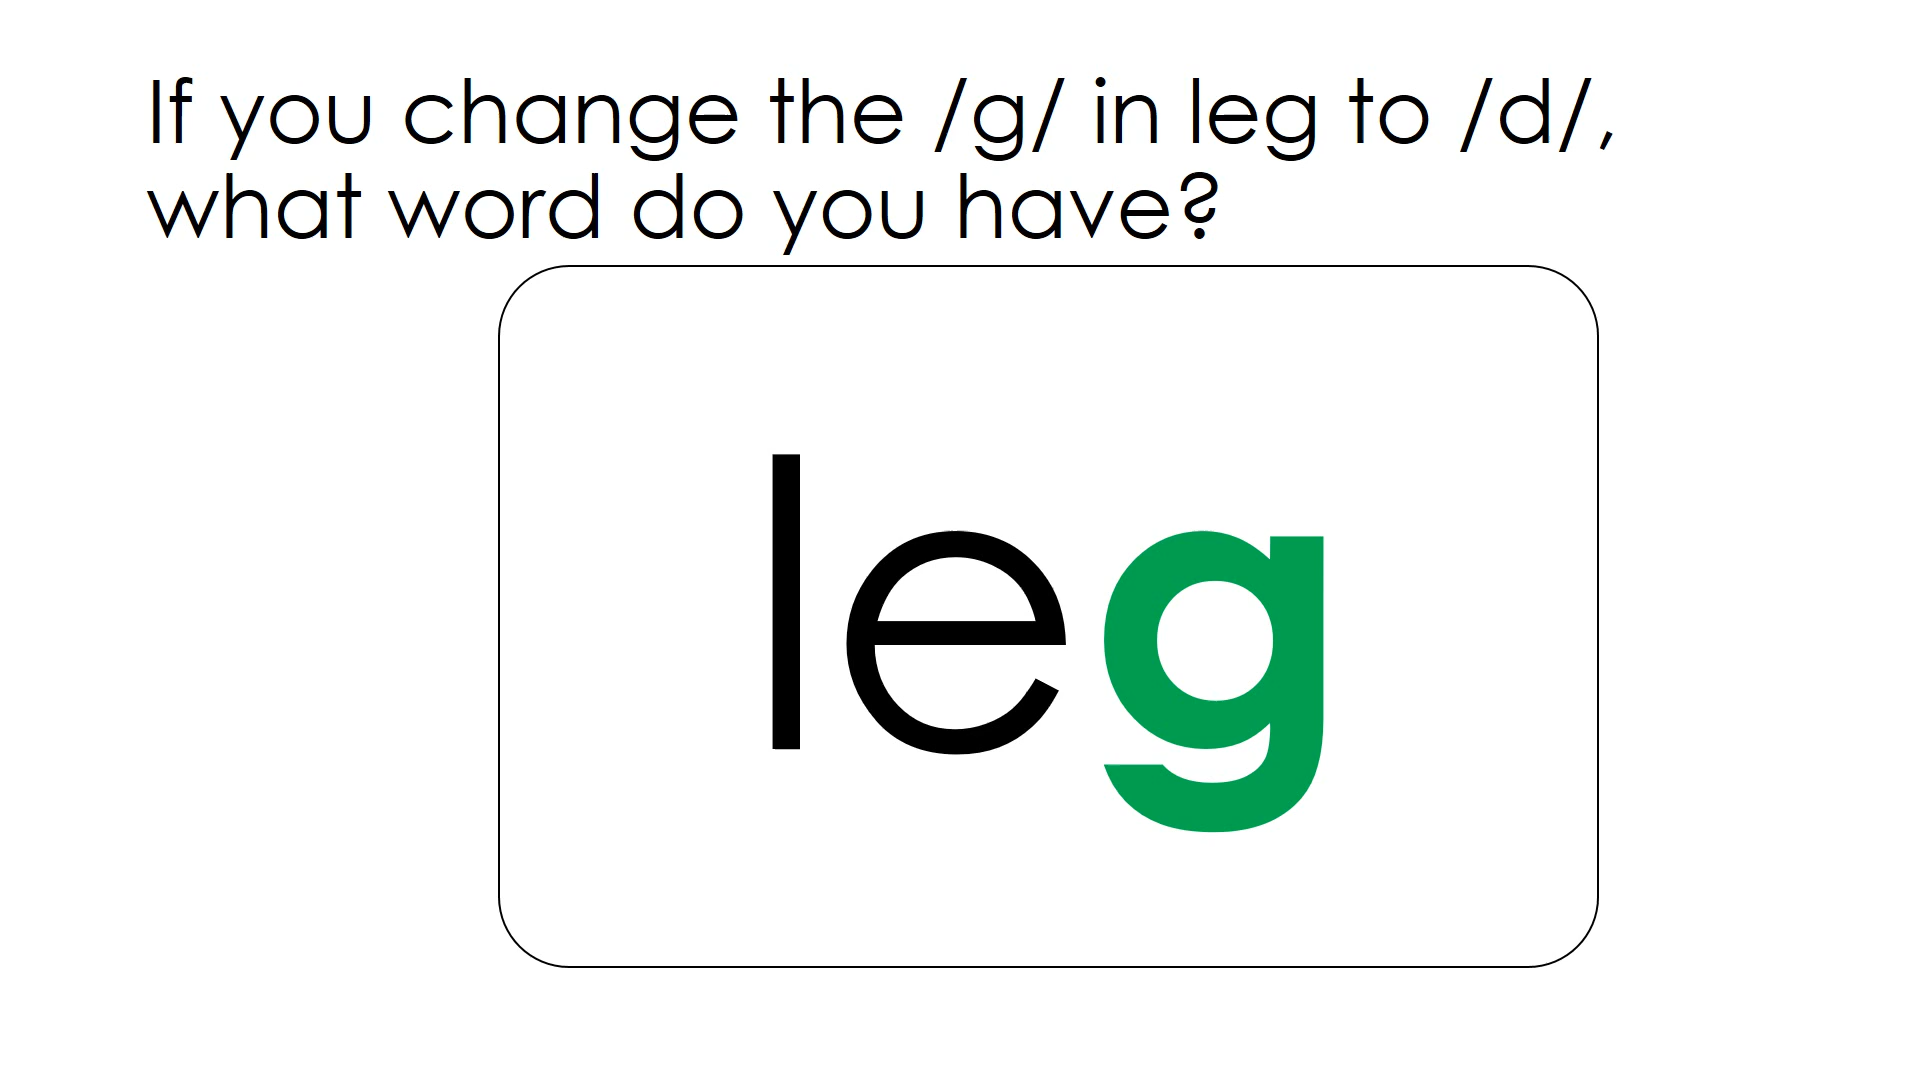 If you change the /g/ in leg to /d/,
what word do you have?
leg